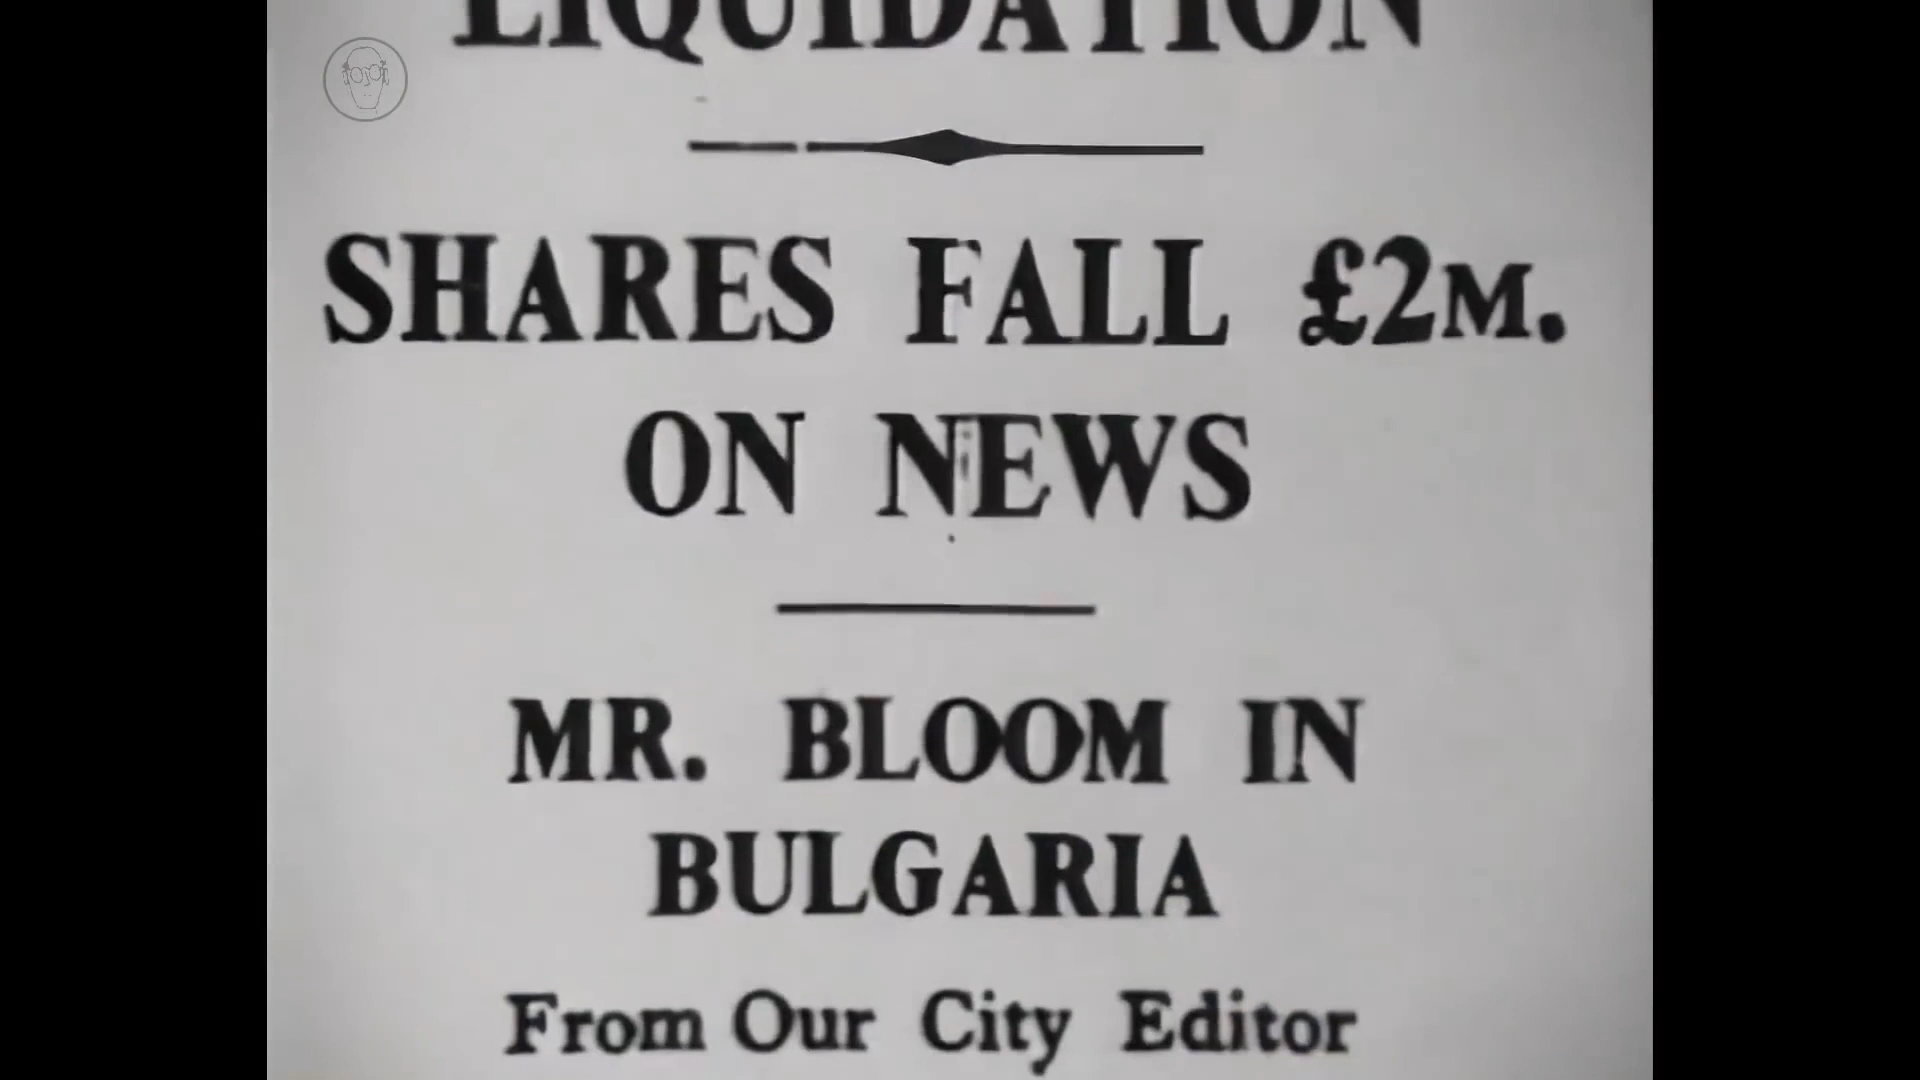 LIQUIDATION
SHARES FALL £2M.
ON NEWS
MR. BLOOM IN
BULGARIA
From Our City Editor